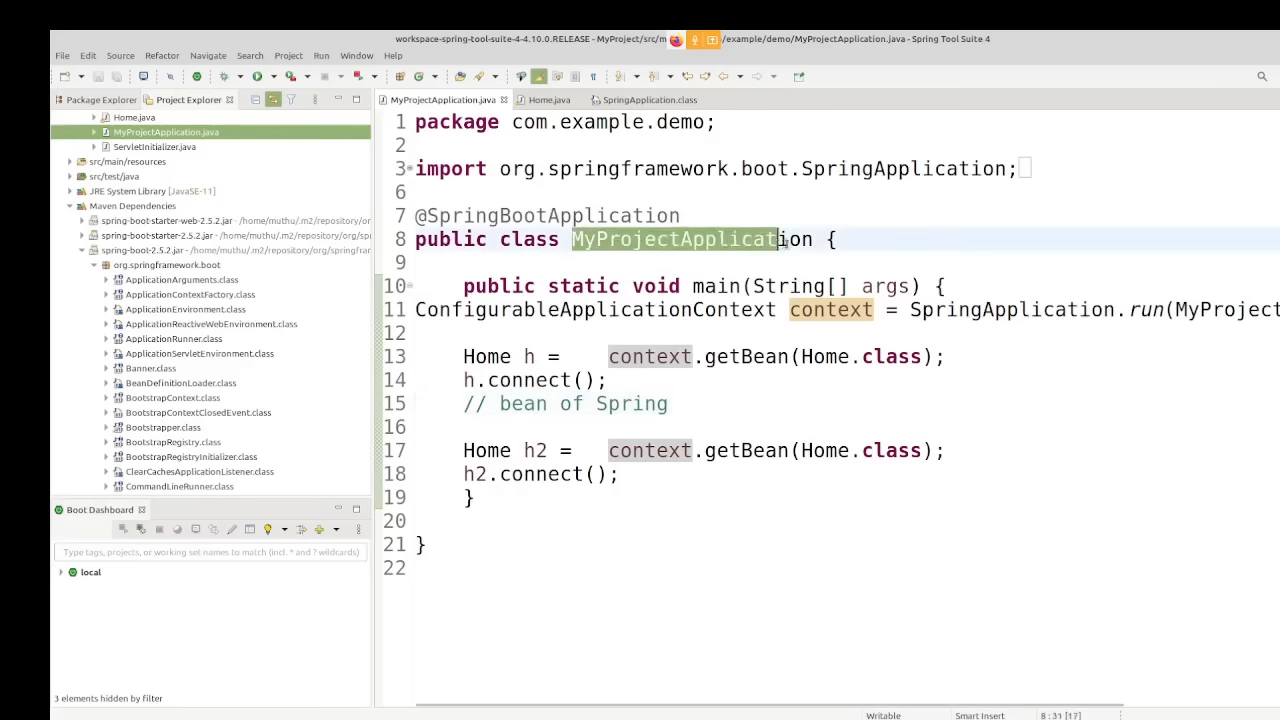 workspace-spring-tool-suite-4-4.10.0.RELEASE - MyProject/src/m /example/demo/MyProjectApplication.java - Spring Tool Suite 4
File Edit Source Refactor Navigate Search Project Run Window Help
Package Explorer Project Explorer
MyProjectApplication.java Home.java SpringApplication.class
Home.java
MyProjectApplication.java
ServletInitializer.java
src/main/resources
src/test/java
JRE System Library [JavaSE-11]
Maven Dependencies
spring-boot-starter-web-2.5.2.jar - /home/muthu/.m2/repository/or
spring-boot-starter-2.5.2.jar - /home/muthu/.m2/repository/org/sp
spring-boot-2.5.2.jar - /home/muthu/.m2/repository/org/springfram
org.springframework.boot
ApplicationArguments.class
ApplicationContextFactory.class
ApplicationEnvironment.class
ApplicationReactiveWebEnvironment.class
ApplicationRunner.class
ApplicationServletEnvironment.class
Banner.class
BeanDefinitionLoader.class
BootstrapContext.class
BootstrapContextClosedEvent.class
Bootstrapper.class
BootstrapRegistry.class
BootstrapRegistryInitializer.class
ClearCachesApplicationListener.class
CommandLineRunner.class
Boot Dashboard
Type tags, projects, or working set names to match (incl. * and ? wildcards)
local
3 elements hidden by filter
1 package com.example.demo;
2
3 import org.springframework.boot.SpringApplication;
6
7 @SpringBootApplication
8 public class MyProjectApplication {
9
10 public static void main(String[] args) {
11 ConfigurableApplicationContext context = SpringApplication.run(MyProject
12
13 Home h = context.getBean(Home.class);
14 h.connect();
15 // bean of Spring
16
17 Home h2 = context.getBean(Home.class);
18 h2.connect();
19 }
20
21 }
22
Writable Smart Insert 8 : 31 [17]